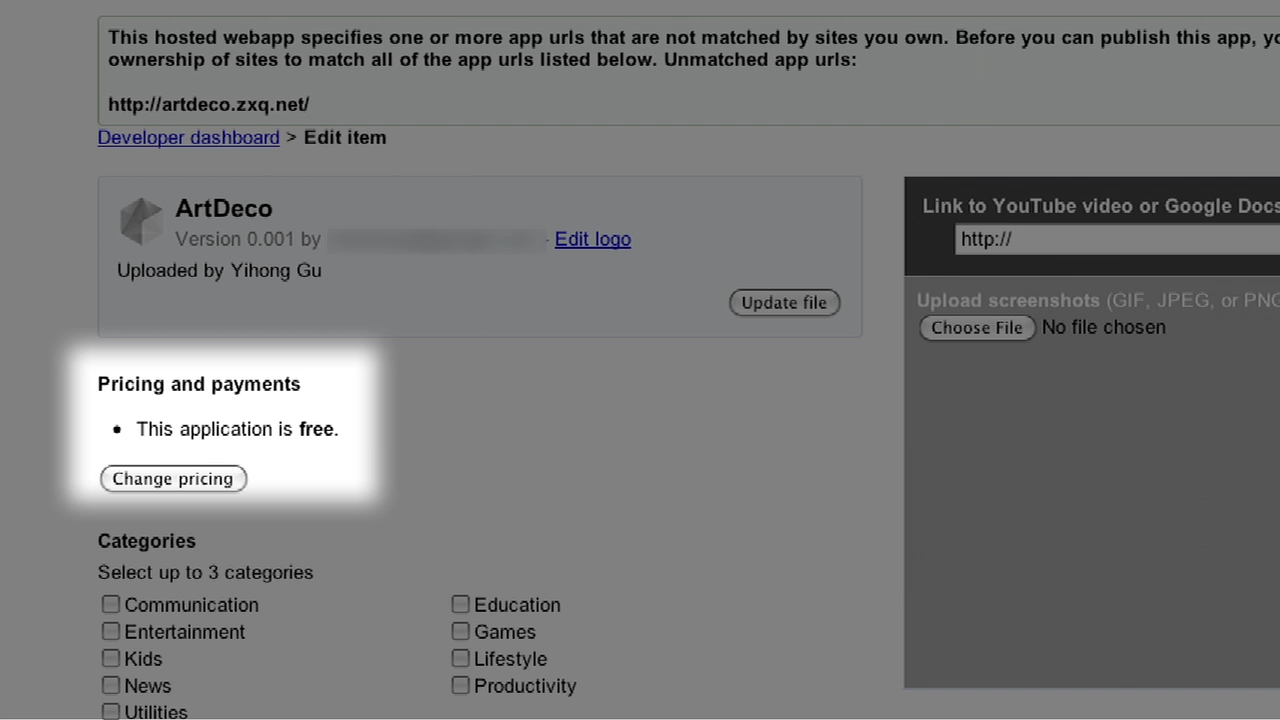 This hosted webapp specifies one or more app urls that are not matched by sites you own. Before you can publish this app,
ownership of sites to match all of the app urls listed below. Unmatched app urls:
http://artdeco.zxq.net/
Developer dashboard > Edit item
ArtDeco
Version 0.001 by · Edit logo
Uploaded by Yihong Gu
Update file
Link to YouTube video or Google Docs
http://
Upload screenshots (GIF, JPEG, or PNG
Choose File No file chosen
Pricing and payments
• This application is free.
Change pricing
Categories
Select up to 3 categories
Communication Education
Entertainment Games
Kids Lifestyle
News Productivity
Utilities